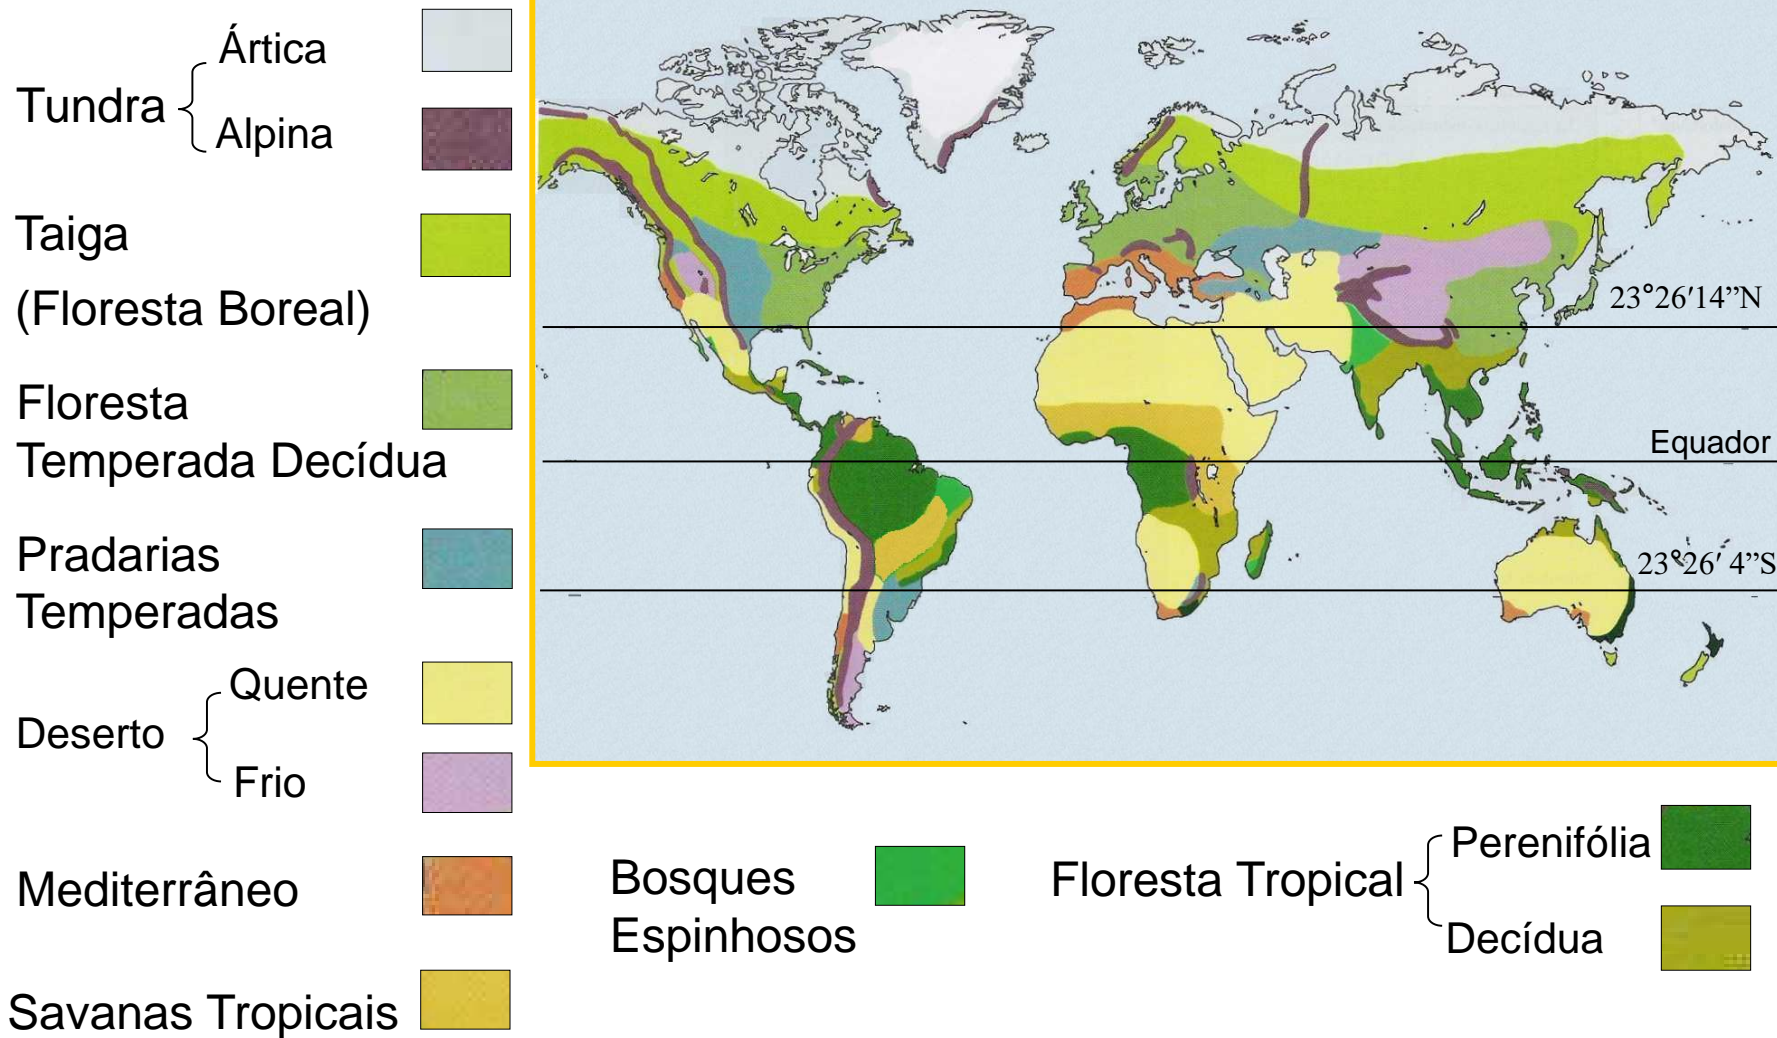 Tundra
Ártica
Alpina
Taiga
(Floresta Boreal)
Floresta
Temperada Decídua
Pradarias
Temperadas
Deserto
Quente
Frio
Mediterrâneo
Savanas Tropicais
23°26′14”N
Equador
23°26′ 4”S
Bosques
Espinhosos
Floresta Tropical
Perenifólia
Decídua